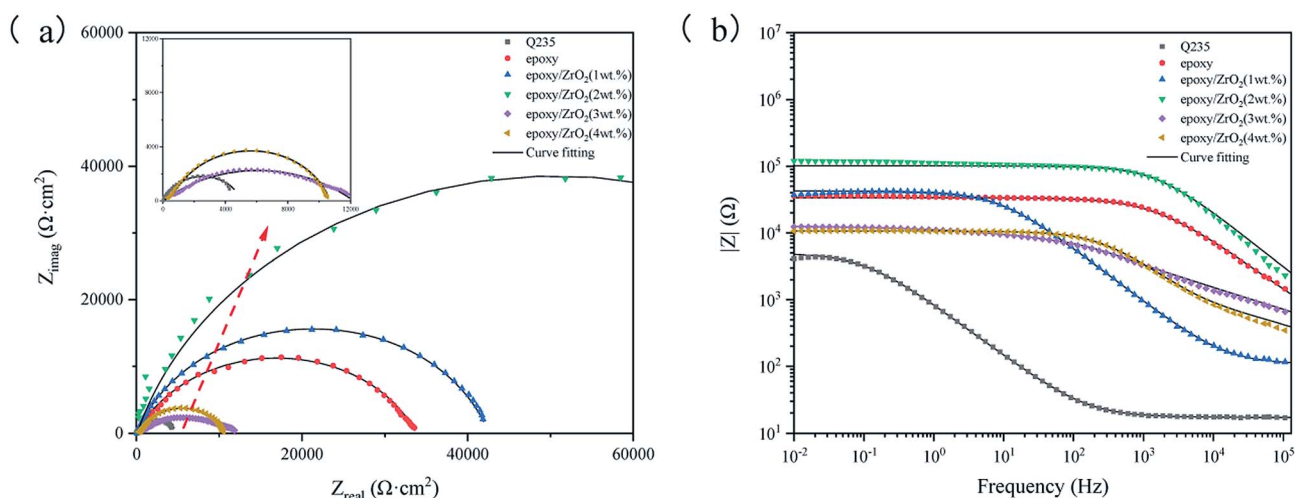 ( a)
60000
40000
20000
0
0
20000
40000
60000
Z_imag (Ω·cm²)
Z_real (Ω·cm²)
12000
8000
4000
0
0
4000
8000
12000
Q235
epoxy
epoxy/ZrO₂(1wt.%)
epoxy/ZrO₂(2wt.%)
epoxy/ZrO₂(3wt.%)
epoxy/ZrO₂(4wt.%)
Curve fitting
( b)
10⁷
10⁶
10⁵
10⁴
10³
10²
10¹
10⁻²
10⁻¹
10⁰
10¹
10²
10³
10⁴
10⁵
|Z| (Ω)
Frequency (Hz)
Q235
epoxy
epoxy/ZrO₂(1wt.%)
epoxy/ZrO₂(2wt.%)
epoxy/ZrO₂(3wt.%)
epoxy/ZrO₂(4wt.%)
Curve fitting